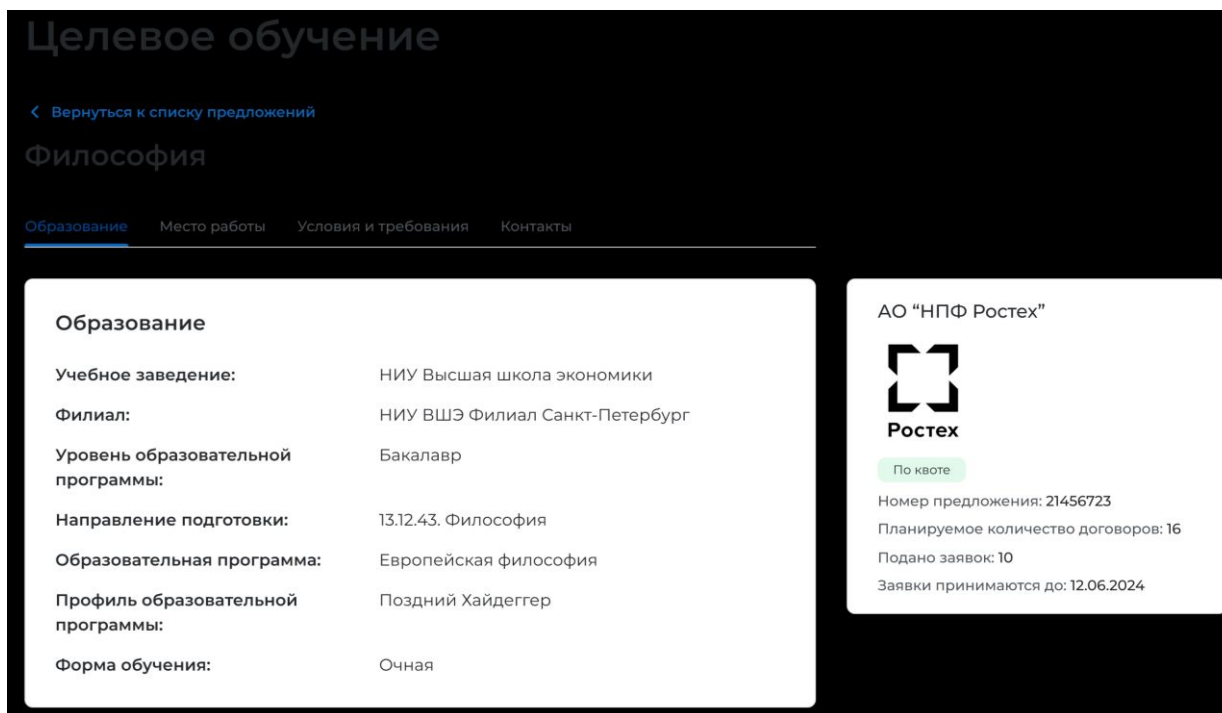 Целевое обучение
Вернуться к списку предложений
Философия
Образование Место работы Условия и требования Контакты
Образование
Учебное заведение: НИУ Высшая школа экономики
Филиал: НИУ ВШЭ Филиал Санкт-Петербург
Уровень образовательной Бакалавр
программы:
Направление подготовки: 13.12.43. Философия
Образовательная программа: Европейская философия
Профиль образовательной Поздний Хайдеггер
программы:
Форма обучения: Очная
АО “НПФ Ростех”
Ростех
По квоте
Номер предложения: 21456723
Планируемое количество договоров: 16
Подано заявок: 10
Заявки принимаются до: 12.06.2024